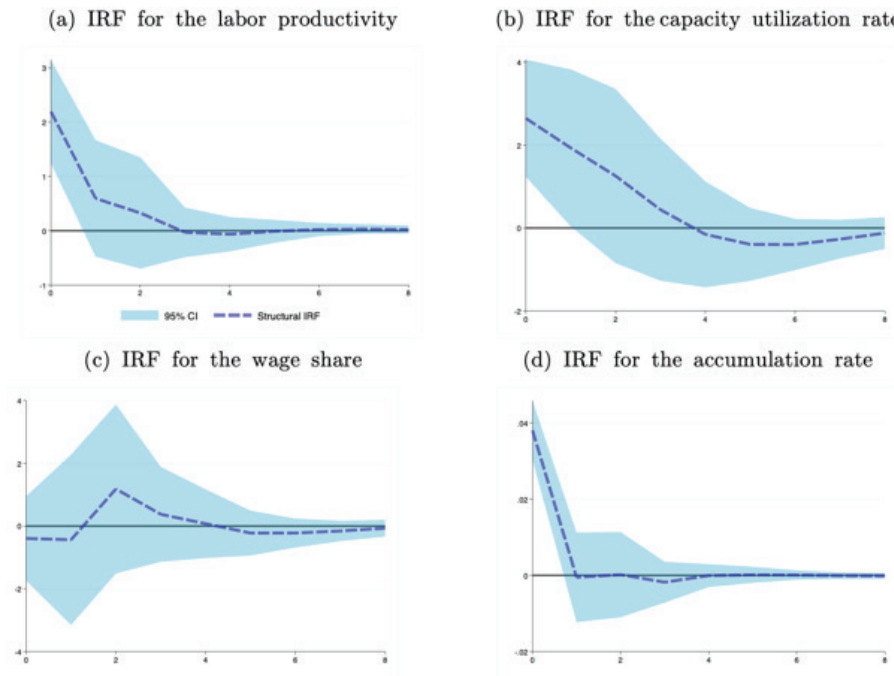 (a) IRF for the labor productivity
(b) IRF for the capacity utilization rate
3
2
1
0
-1
0 2 4 6 8
95% CI Structural IRF
4
2
0
-2
0 2 4 6 8
(c) IRF for the wage share
(d) IRF for the accumulation rate
4
2
0
-2
-4
0 2 4 6 8
.04
.02
0
-.02
0 2 4 6 8